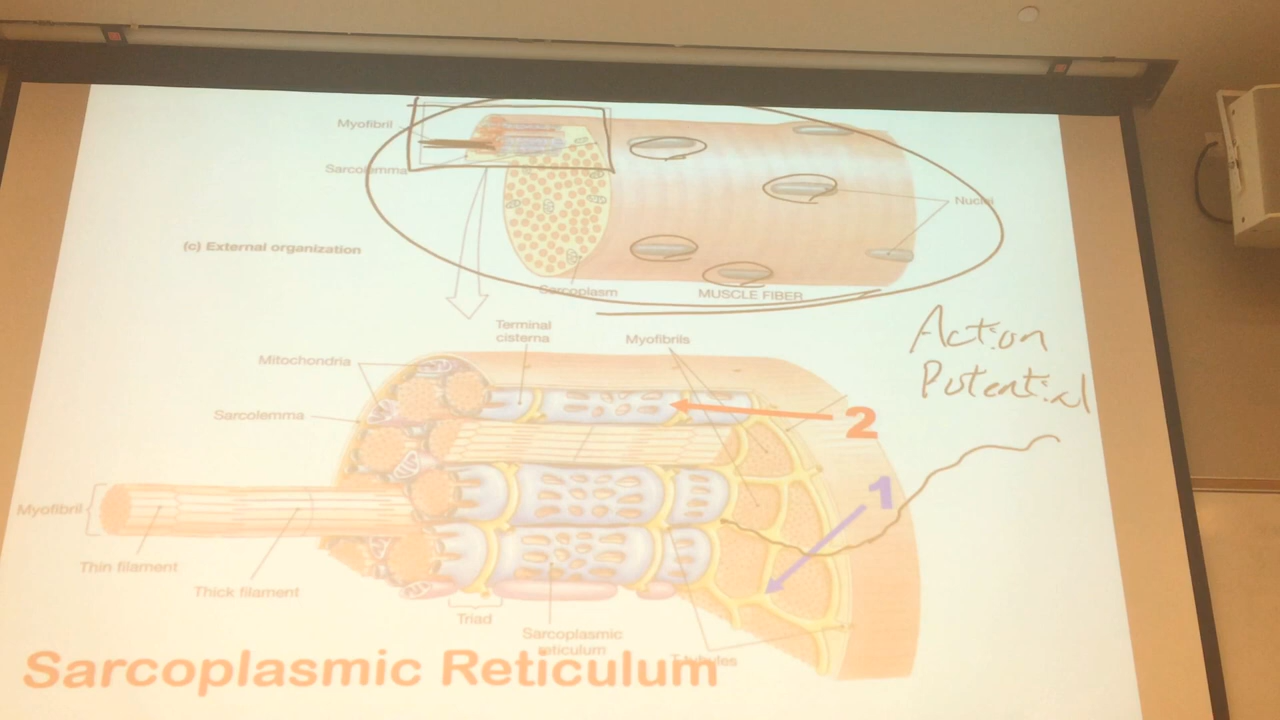 Myofibril
Sarcolemma
Nuclei
(c) External organization
Sarcoplasm
MUSCLE FIBER
Action
Potential
Terminal
cisterna
Myofibrils
Mitochondria
Sarcolemma
2
1
Myofibril
Thin filament
Thick filament
Triad
Sarcoplasmic
reticulum
T tubules
Sarcoplasmic Reticulum